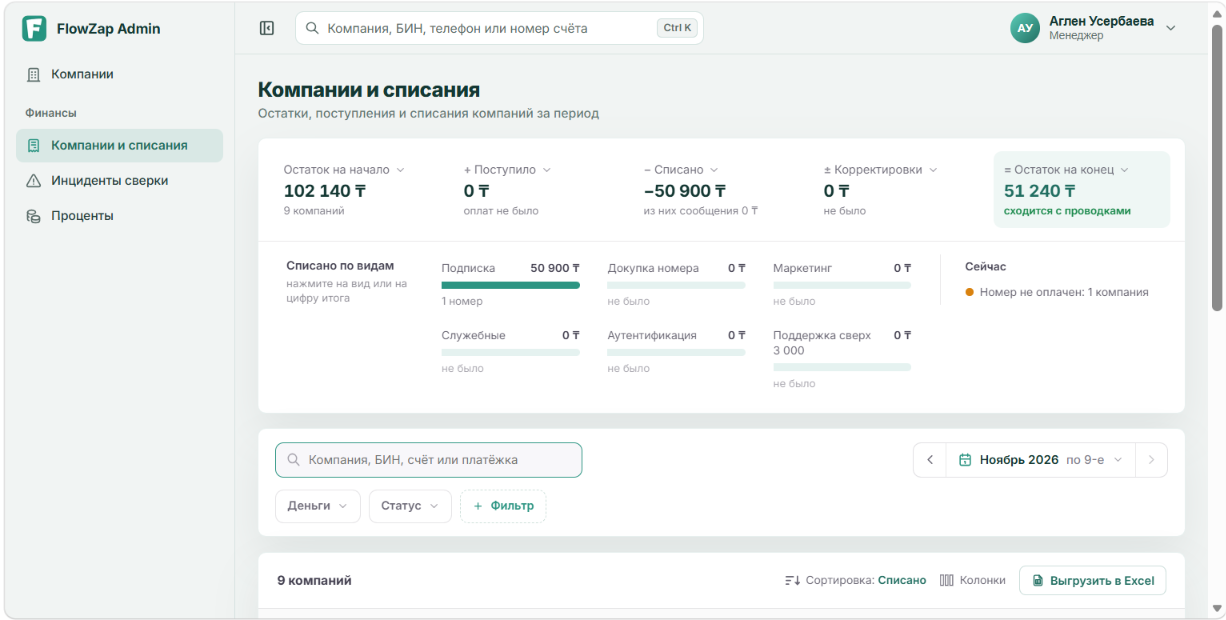 FlowZap Admin
Компании
Финансы
Компании и списания
Инциденты сверки
Проценты
Компания, БИН, телефон или номер счёта
Ctrl K
АУ
Аглен Усербаева
Менеджер
Компании и списания
Остатки, поступления и списания компаний за период
Остаток на начало
102 140 ₸
9 компаний
+ Поступило
0 ₸
оплат не было
− Списано
−50 900 ₸
из них сообщения 0 ₸
± Корректировки
0 ₸
не было
= Остаток на конец
51 240 ₸
сходится с проводками
Списано по видам
нажмите на вид или на
цифру итога
Подписка 50 900 ₸
1 номер
Докупка номера 0 ₸
не было
Маркетинг 0 ₸
не было
Служебные 0 ₸
не было
Аутентификация 0 ₸
не было
Поддержка сверх 0 ₸
3 000
не было
Сейчас
Номер не оплачен: 1 компания
Компания, БИН, счёт или платёжка
Ноябрь 2026 по 9-е
Деньги
Статус
+ Фильтр
9 компаний
Сортировка: Списано
Колонки
Выгрузить в Excel